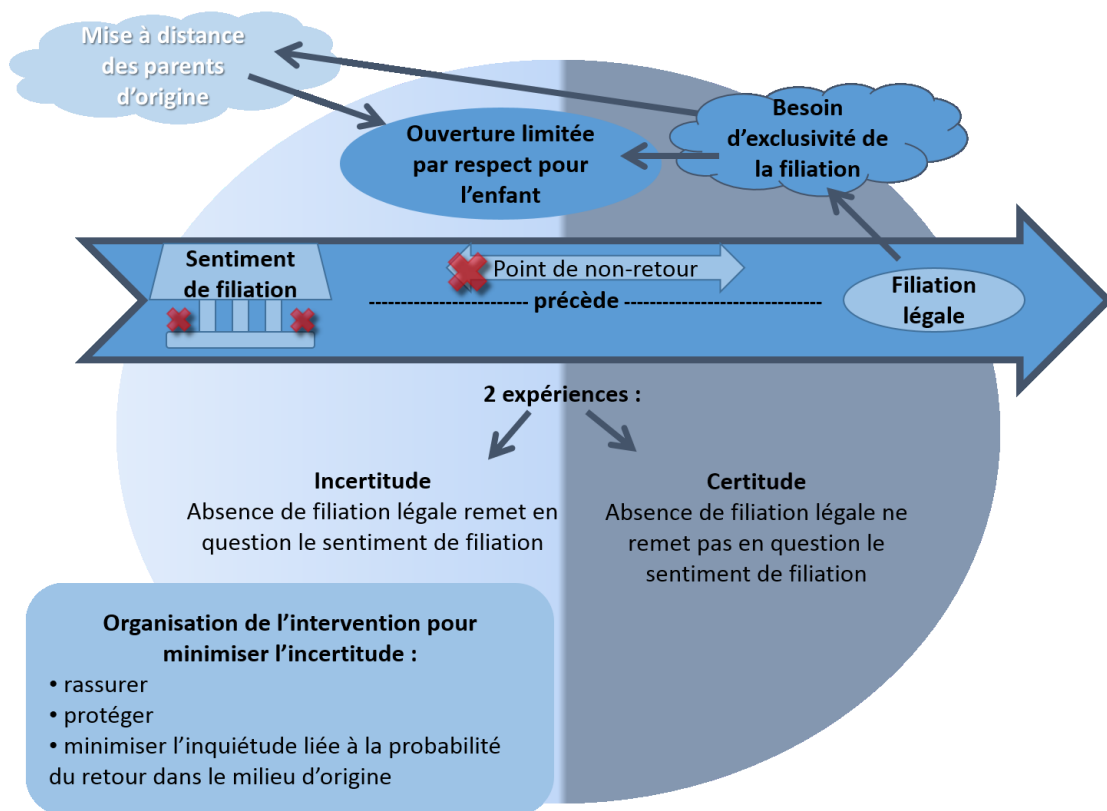 Mise à distance
des parents
d’origine
Besoin
d’exclusivité de
la filiation
Ouverture limitée
par respect pour
l’enfant
Sentiment
de filiation
Point de non-retour
précède
Filiation
légale
2 expériences :
Incertitude
Absence de filiation légale remet en
question le sentiment de filiation
Certitude
Absence de filiation légale ne
remet pas en question le
sentiment de filiation
Organisation de l’intervention pour
minimiser l’incertitude :
• rassurer
• protéger
• minimiser l’inquiétude liée à la probabilité
du retour dans le milieu d’origine